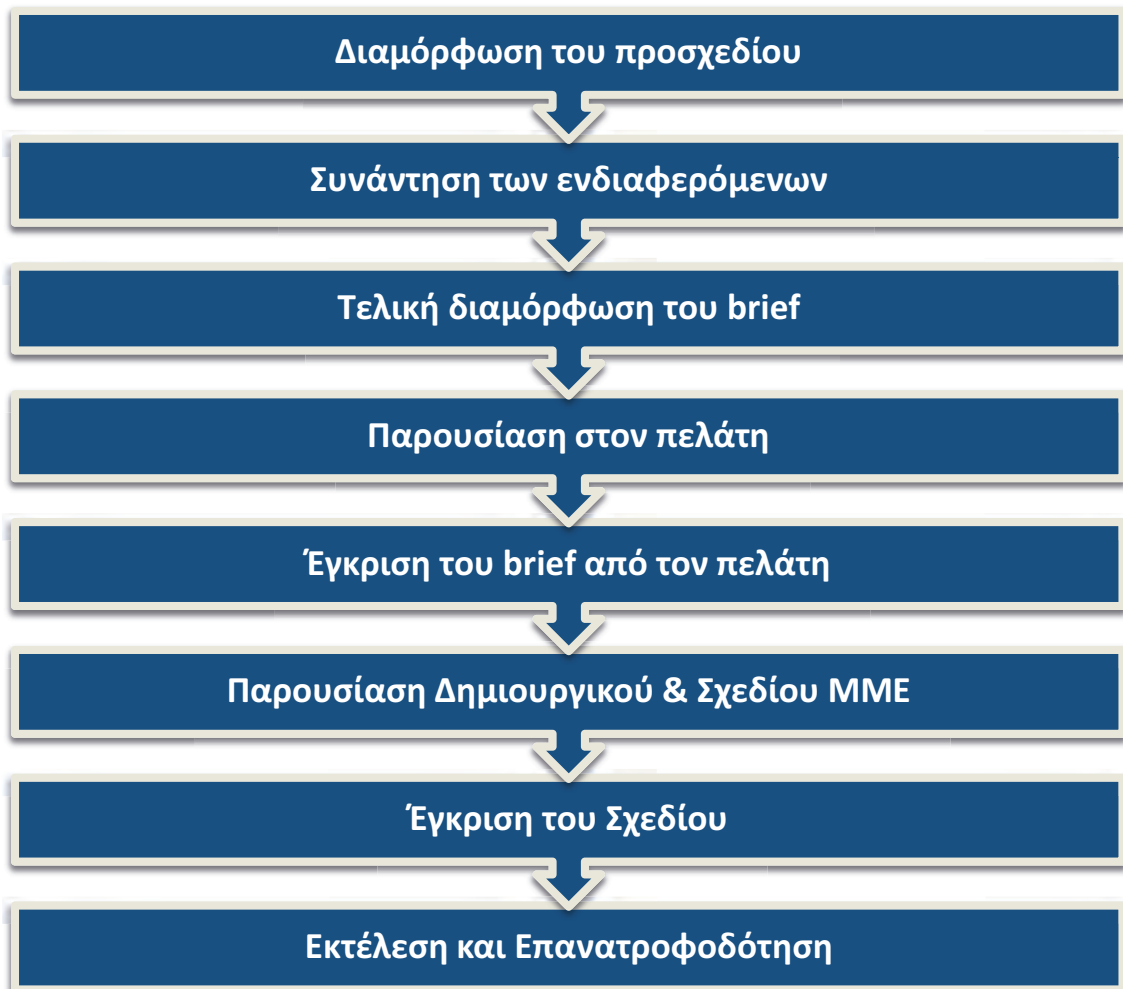 Διαμόρφωση του προσχεδίου
Συνάντηση των ενδιαφερόμενων
Τελική διαμόρφωση του brief
Παρουσίαση στον πελάτη
Έγκριση του brief από τον πελάτη
Παρουσίαση Δημιουργικού & Σχεδίου ΜΜΕ
Έγκριση του Σχεδίου
Εκτέλεση και Επανατροφοδότηση